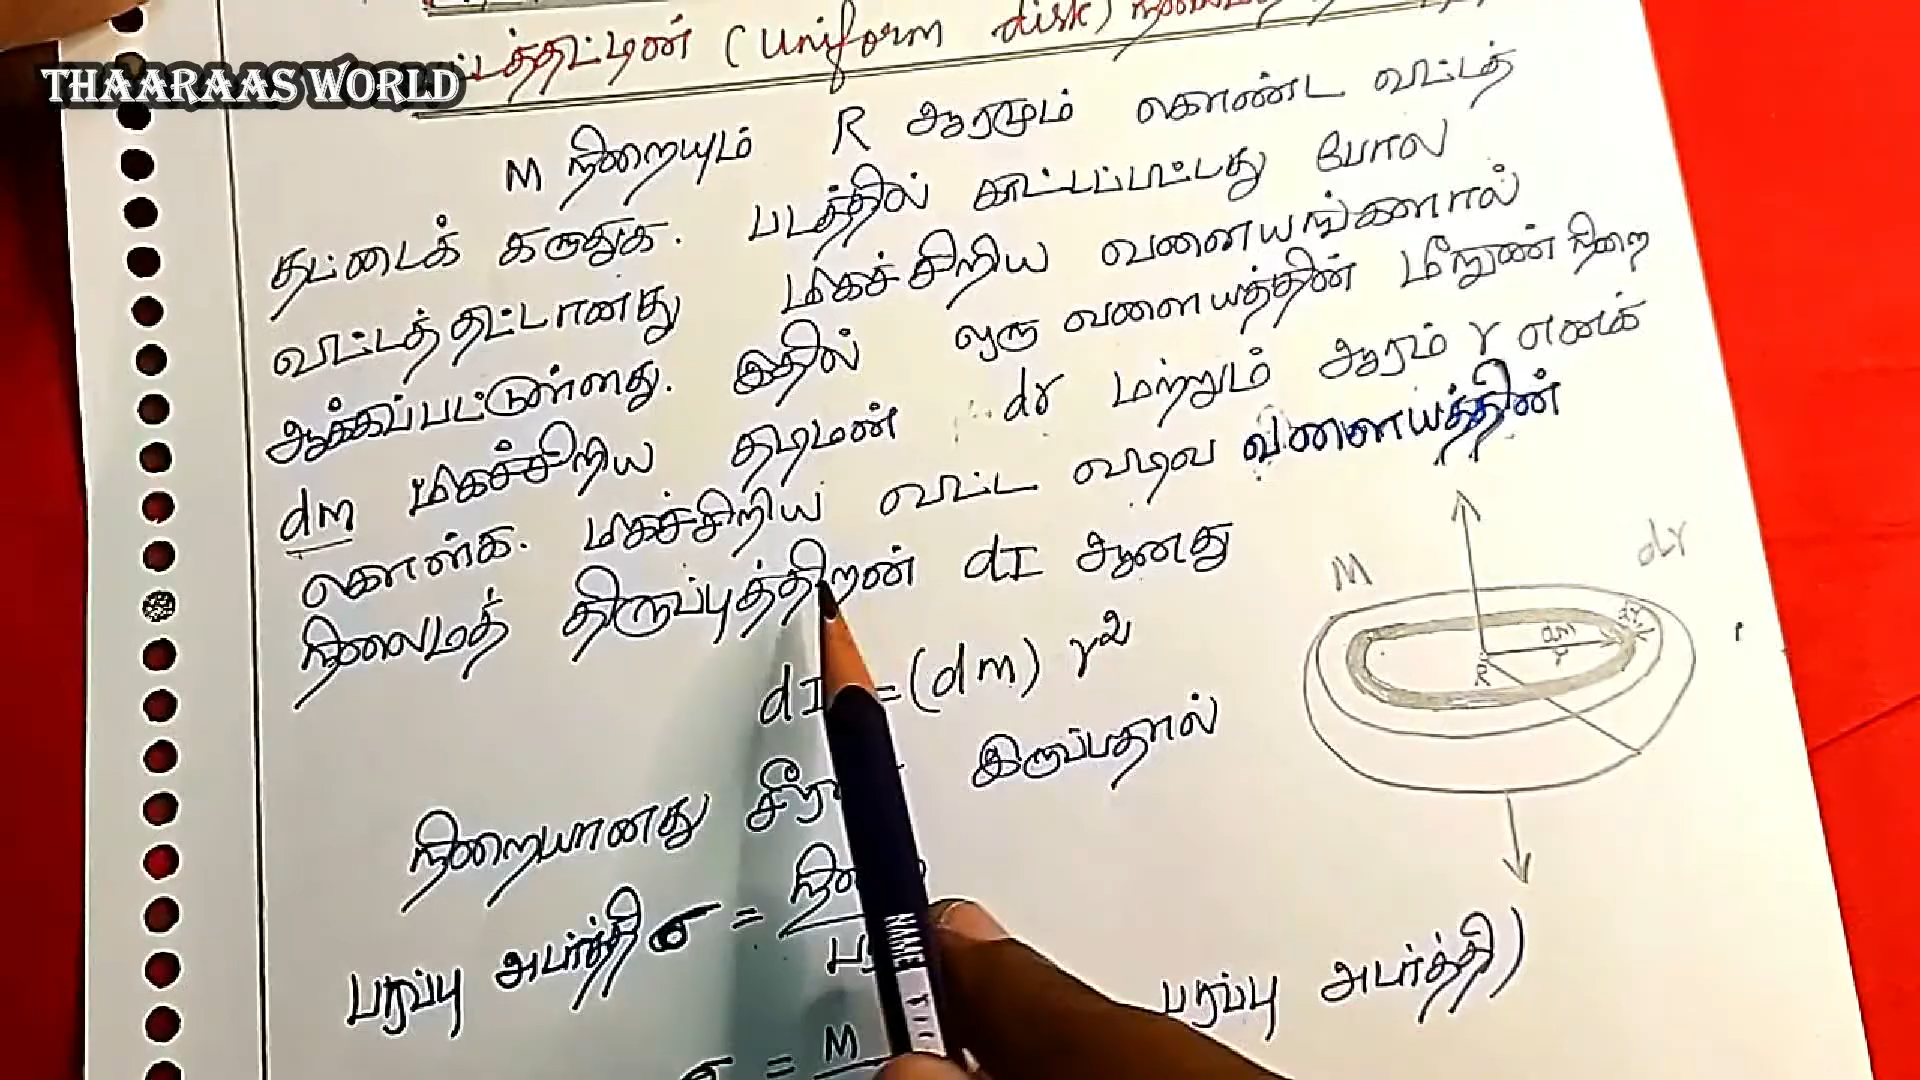 THAARAAS WORLD
(uniform disk)
M நிறையும் R ஆரமும் கொண்ட வட்டத்
தட்டைக் கருதுக. படத்தில் காட்டப்பட்டது போல
வட்டத்தட்டானது மிகச்சிறிய வளையங்களால்
ஆக்கப்பட்டுள்ளது. இதில் ஒரு வளையத்தின் மீநுண்நிறை
dm மிகச்சிறிய தடிமன் dr மற்றும் ஆரம் r எனக்
கொள்க. மிகச்சிறிய வட்ட வடிவ வளையத்தின்
நிலைமத் திருப்புத்திறன் dI ஆனது
dI = (dm) r²
M
dr
dm
r
R
நிறையானது இருப்பதால்
பரப்பு அடர்த்தி σ =
பரப்பு அடர்த்தி)
σ = M